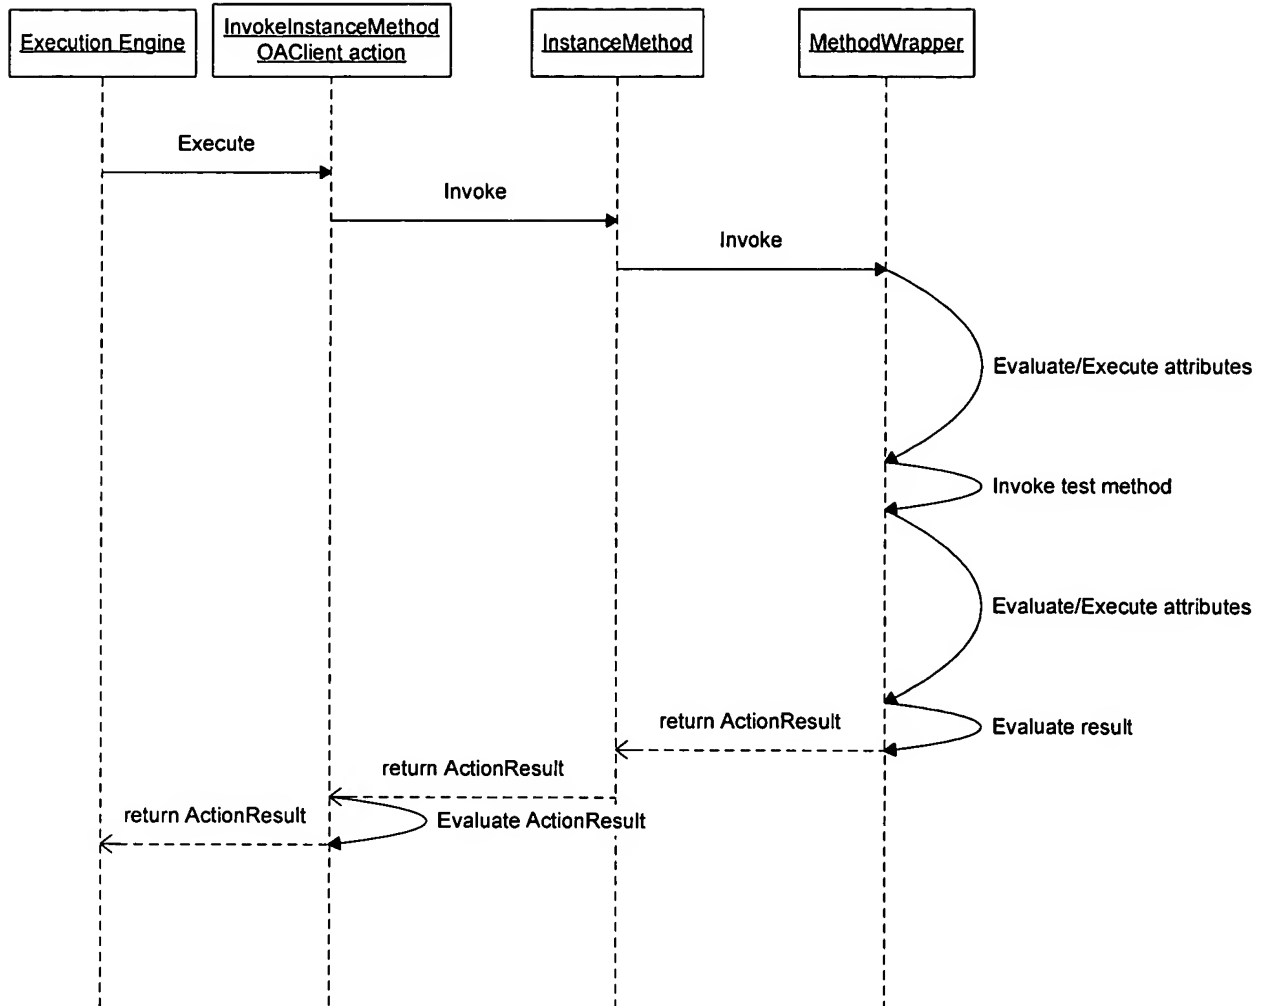 Execution Engine
InvokeInstanceMethod
OAClient action
InstanceMethod
MethodWrapper
Execute
Invoke
Invoke
Evaluate/Execute attributes
Invoke test method
Evaluate/Execute attributes
return ActionResult
Evaluate result
return ActionResult
return ActionResult
Evaluate ActionResult